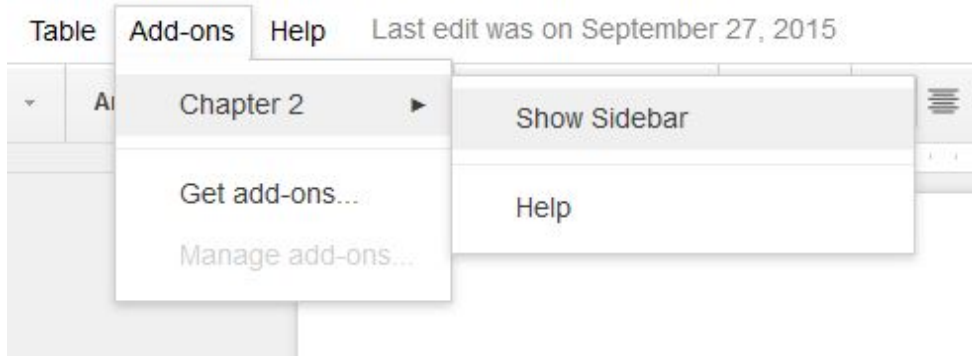 Table Add-ons Help Last edit was on September 27, 2015
Chapter 2
Show Sidebar
Get add-ons...
Help
Manage add-ons...